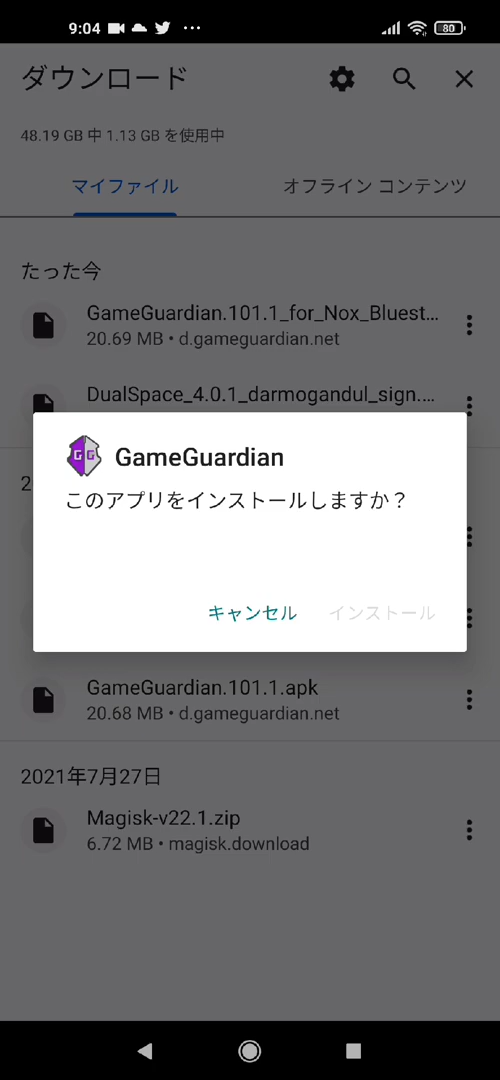 9:04
80
ダウンロード
48.19 GB 中 1.13 GB を使用中
マイファイル
オフライン コンテンツ
たった今
GameGuardian.101.1_for_Nox_Bluest…
20.69 MB • d.gameguardian.net
DualSpace_4.0.1_darmogandul_sign.…
2
GG
GameGuardian
このアプリをインストールしますか？
キャンセル
インストール
GameGuardian.101.1.apk
20.68 MB • d.gameguardian.net
2021年7月27日
Magisk-v22.1.zip
6.72 MB • magisk.download